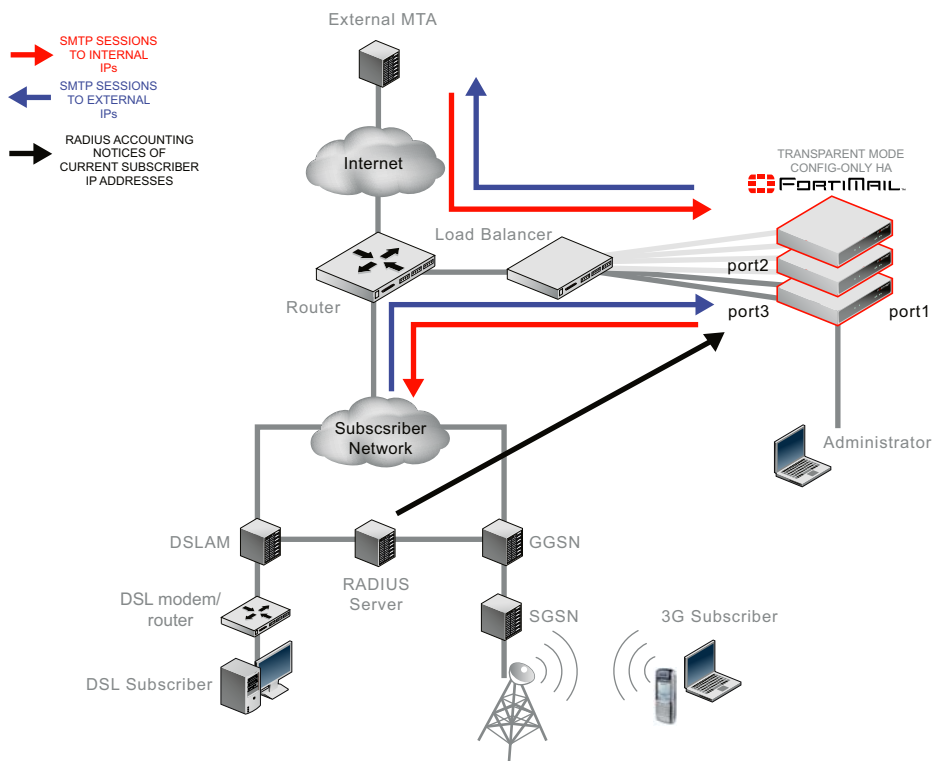 External MTA
SMTP SESSIONS
TO INTERNAL
IPs
SMTP SESSIONS
TO EXTERNAL
IPs
RADIUS ACCOUNTING
NOTICES OF
CURRENT SUBSCRIBER
IP ADDRESSES
Internet
TRANSPARENT MODE
CONFIG-ONLY HA
FORTIMAIL
Load Balancer
port2
Router
port3
port1
Subscsriber
Network
Administrator
DSLAM
RADIUS
Server
GGSN
DSL modem/
router
SGSN
3G Subscriber
DSL Subscriber